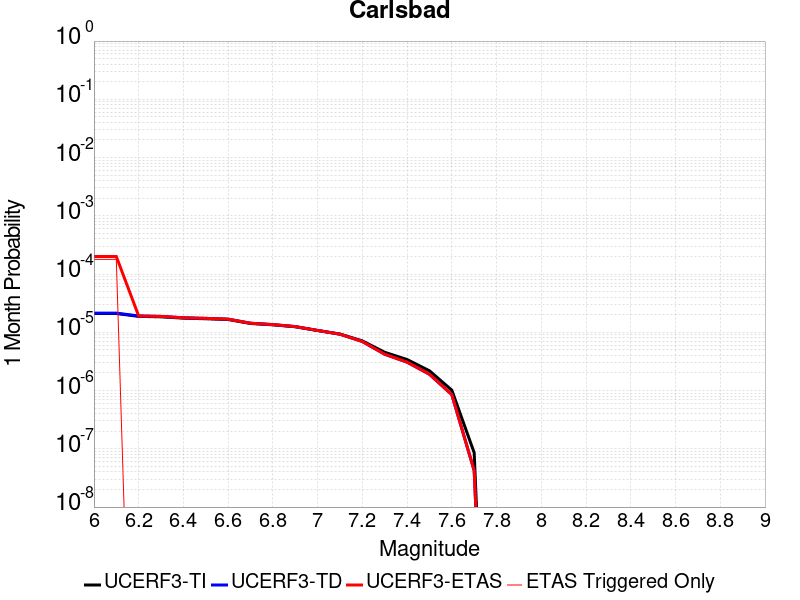 Carlsbad
10^0
10^-1
10^-2
10^-3
10^-4
10^-5
10^-6
10^-7
10^-8
1 Month Probability
6 6.2 6.4 6.6 6.8 7 7.2 7.4 7.6 7.8 8 8.2 8.4 8.6 8.8 9
Magnitude
UCERF3-TI UCERF3-TD UCERF3-ETAS ETAS Triggered Only